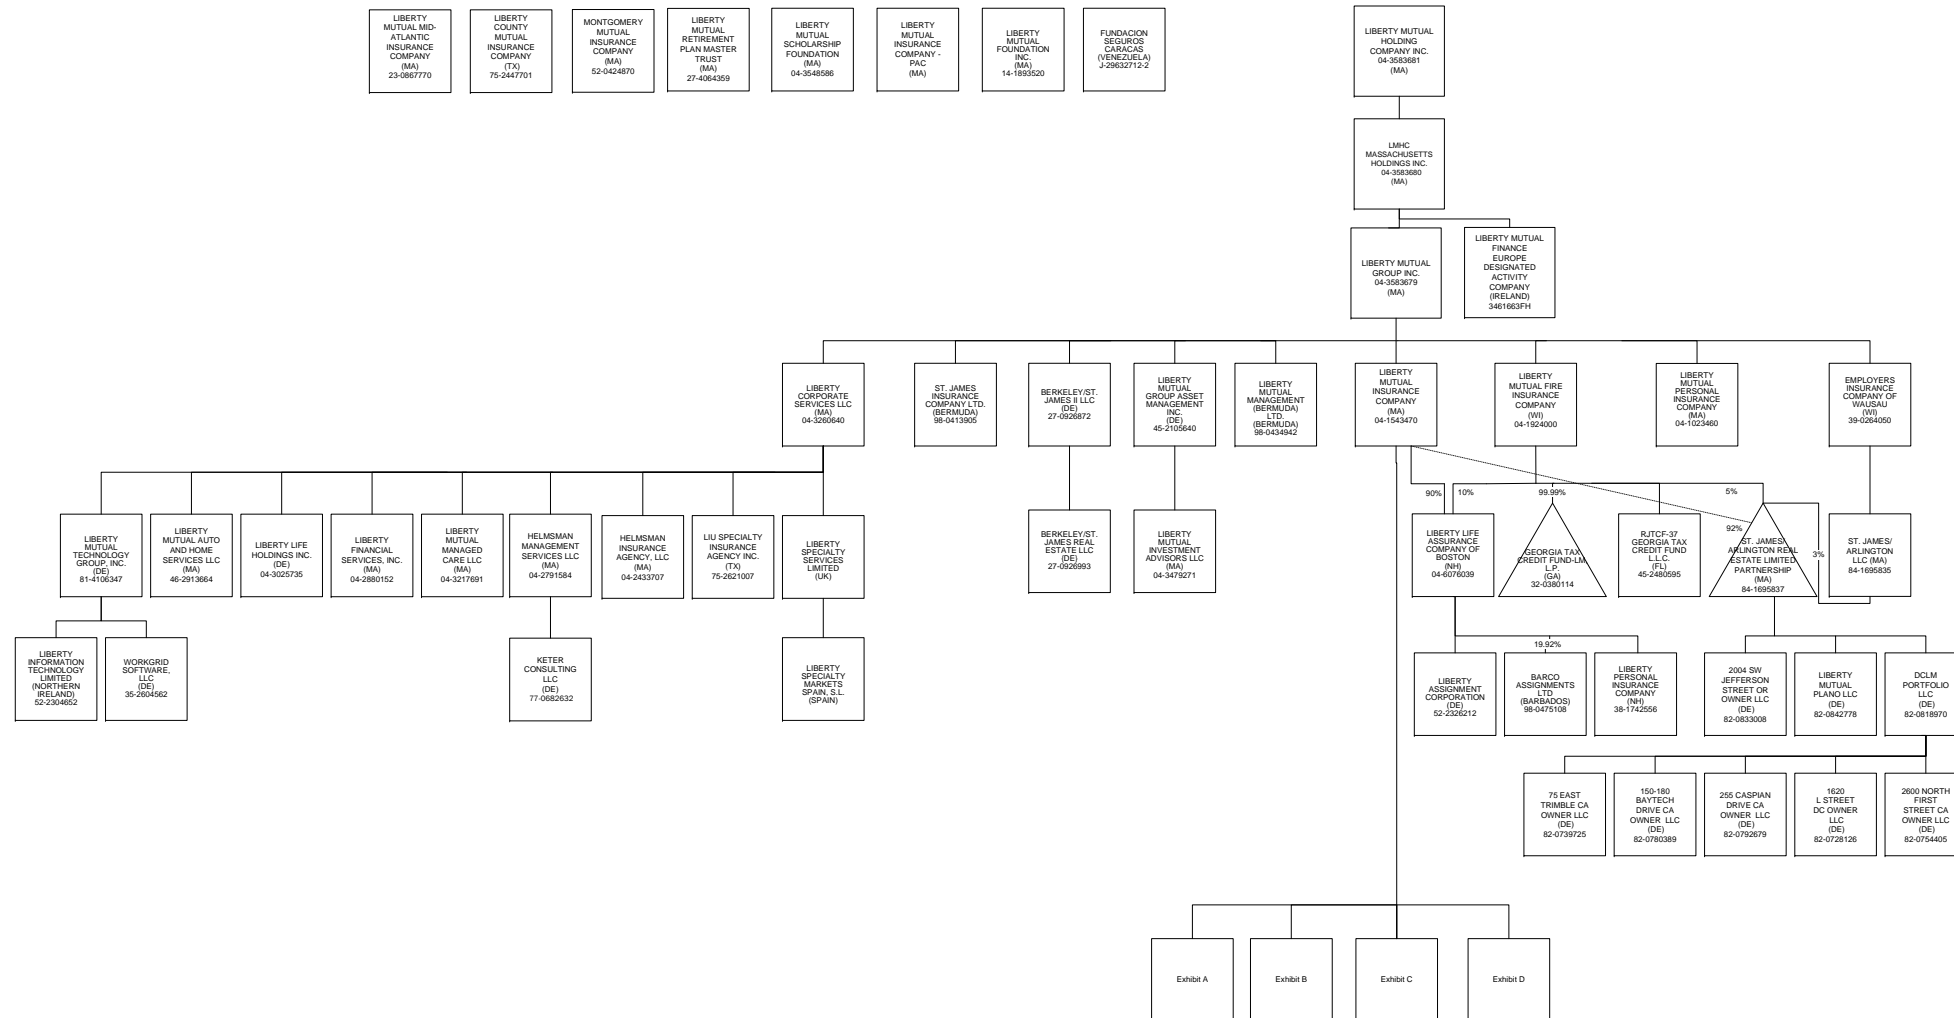 LIBERTY
MUTUAL MID-
ATLANTIC
INSURANCE
COMPANY
(MA)
23-0867770
LIBERTY
COUNTY
MUTUAL
INSURANCE
COMPANY
(TX)
75-2447701
MONTGOMERY
MUTUAL
INSURANCE
COMPANY
(MA)
52-0424870
LIBERTY
MUTUAL
RETIREMENT
PLAN MASTER
TRUST
(MA)
27-4064359
LIBERTY
MUTUAL
SCHOLARSHIP
FOUNDATION
(MA)
04-3548586
LIBERTY
MUTUAL
INSURANCE
COMPANY -
PAC
(MA)
LIBERTY
MUTUAL
FOUNDATION
INC.
(MA)
14-1893520
FUNDACION
SEGUROS
CARACAS
(VENEZUELA)
J-29632712-2
LIBERTY MUTUAL
HOLDING
COMPANY INC.
04-3583681
(MA)
LMHC
MASSACHUSETTS
HOLDINGS INC.
04-3583680
(MA)
LIBERTY MUTUAL
GROUP INC.
04-3583679
(MA)
LIBERTY MUTUAL
FINANCE
EUROPE
DESIGNATED
ACTIVITY
COMPANY
(IRELAND)
3461663FH
LIBERTY
CORPORATE
SERVICES LLC
(MA)
04-3260640
ST. JAMES
INSURANCE
COMPANY LTD.
(BERMUDA)
98-0413905
BERKELEY/ST.
JAMES II LLC
(DE)
27-0926872
LIBERTY
MUTUAL
GROUP ASSET
MANAGEMENT
INC.
(DE)
45-2105640
LIBERTY
MUTUAL
MANAGEMENT
(BERMUDA)
LTD.
(BERMUDA)
98-0434942
LIBERTY
MUTUAL
INSURANCE
COMPANY
(MA)
04-1543470
LIBERTY
MUTUAL FIRE
INSURANCE
COMPANY
(WI)
04-1924000
LIBERTY
MUTUAL
PERSONAL
INSURANCE
COMPANY
(MA)
04-1023460
EMPLOYERS
INSURANCE
COMPANY OF
WAUSAU
(WI)
39-0264050
90%
10%
99.99%
5%
92%
3%
LIBERTY
MUTUAL
TECHNOLOGY
GROUP, INC.
(DE)
81-4106347
LIBERTY
MUTUAL AUTO
AND HOME
SERVICES LLC
(MA)
46-2913664
LIBERTY LIFE
HOLDINGS INC.
(DE)
04-3025735
LIBERTY
FINANCIAL
SERVICES, INC.
(MA)
04-2880152
LIBERTY
MUTUAL
MANAGED
CARE LLC
(MA)
04-3217691
HELMSMAN
MANAGEMENT
SERVICES LLC
(MA)
04-2791584
HELMSMAN
INSURANCE
AGENCY, LLC
(MA)
04-2433707
LIU SPECIALTY
INSURANCE
AGENCY INC.
(TX)
75-2621007
LIBERTY
SPECIALTY
SERVICES
LIMITED
(UK)
BERKELEY/ST.
JAMES REAL
ESTATE LLC
(DE)
27-0926993
LIBERTY
MUTUAL
INVESTMENT
ADVISORS LLC
(MA)
04-3479271
LIBERTY LIFE
ASSURANCE
COMPANY OF
BOSTON
(NH)
04-6076039
GEORGIA TAX
CREDIT FUND-LM
L.P.
(GA)
32-0380114
RJTCF-37
GEORGIA TAX
CREDIT FUND
L.L.C.
(FL)
45-2480595
ST. JAMES/
ARLINGTON REAL
ESTATE LIMITED
PARTNERSHIP
(MA)
84-1695837
ST. JAMES/
ARLINGTON
LLC (MA)
84-1695835
LIBERTY
INFORMATION
TECHNOLOGY
LIMITED
(NORTHERN
IRELAND)
52-2304652
WORKGRID
SOFTWARE,
LLC
(DE)
35-2604562
KETER
CONSULTING
LLC
(DE)
77-0682632
LIBERTY
SPECIALTY
MARKETS
SPAIN, S.L.
(SPAIN)
19.92%
LIBERTY
ASSIGNMENT
CORPORATION
(DE)
52-2326212
BARCO
ASSIGNMENTS
LTD
(BARBADOS)
98-0475108
LIBERTY
PERSONAL
INSURANCE
COMPANY
(NH)
38-1742556
2004 SW
JEFFERSON
STREET OR
OWNER LLC
(DE)
82-0833008
LIBERTY
MUTUAL
PLANO LLC
(DE)
82-0842778
DCLM
PORTFOLIO
LLC
(DE)
82-0818970
75 EAST
TRIMBLE CA
OWNER LLC
(DE)
82-0739725
150-180
BAYTECH
DRIVE CA
OWNER LLC
(DE)
82-0780389
255 CASPIAN
DRIVE CA
OWNER LLC
(DE)
82-0792679
1620
L STREET
DC OWNER
LLC
(DE)
82-0728126
2600 NORTH
FIRST
STREET CA
OWNER LLC
(DE)
82-0754405
Exhibit A
Exhibit B
Exhibit C
Exhibit D